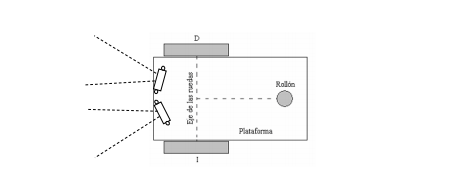 D
Rollón
Eje de las ruedas
Plataforma
I